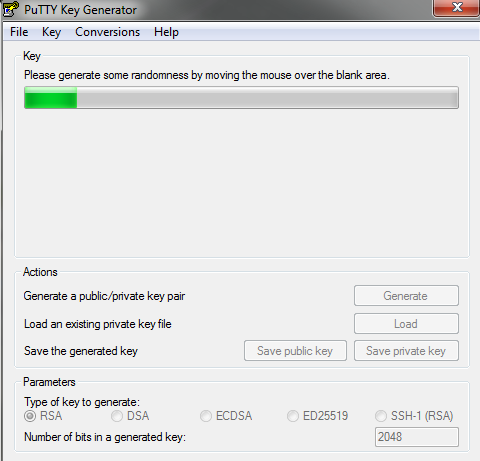 PuTTY Key Generator
File Key Conversions Help
Key
Please generate some randomness by moving the mouse over the blank area.
Actions
Generate a public/private key pair Generate
Load an existing private key file Load
Save the generated key Save public key Save private key
Parameters
Type of key to generate:
RSA DSA ECDSA ED25519 SSH-1 (RSA)
Number of bits in a generated key: 2048